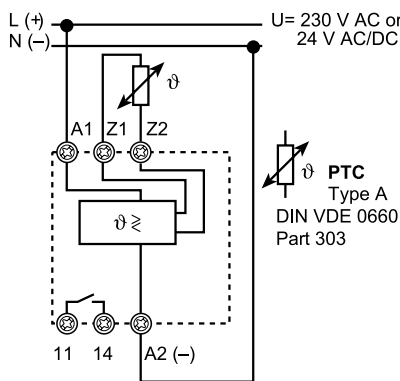 L (+)
U= 230 V AC or
N (–)
24 V AC/DC
ϑ
A1 Z1 Z2
ϑ PTC
Type A
DIN VDE 0660
Part 303
ϑ ≷
11 14 A2 (–)